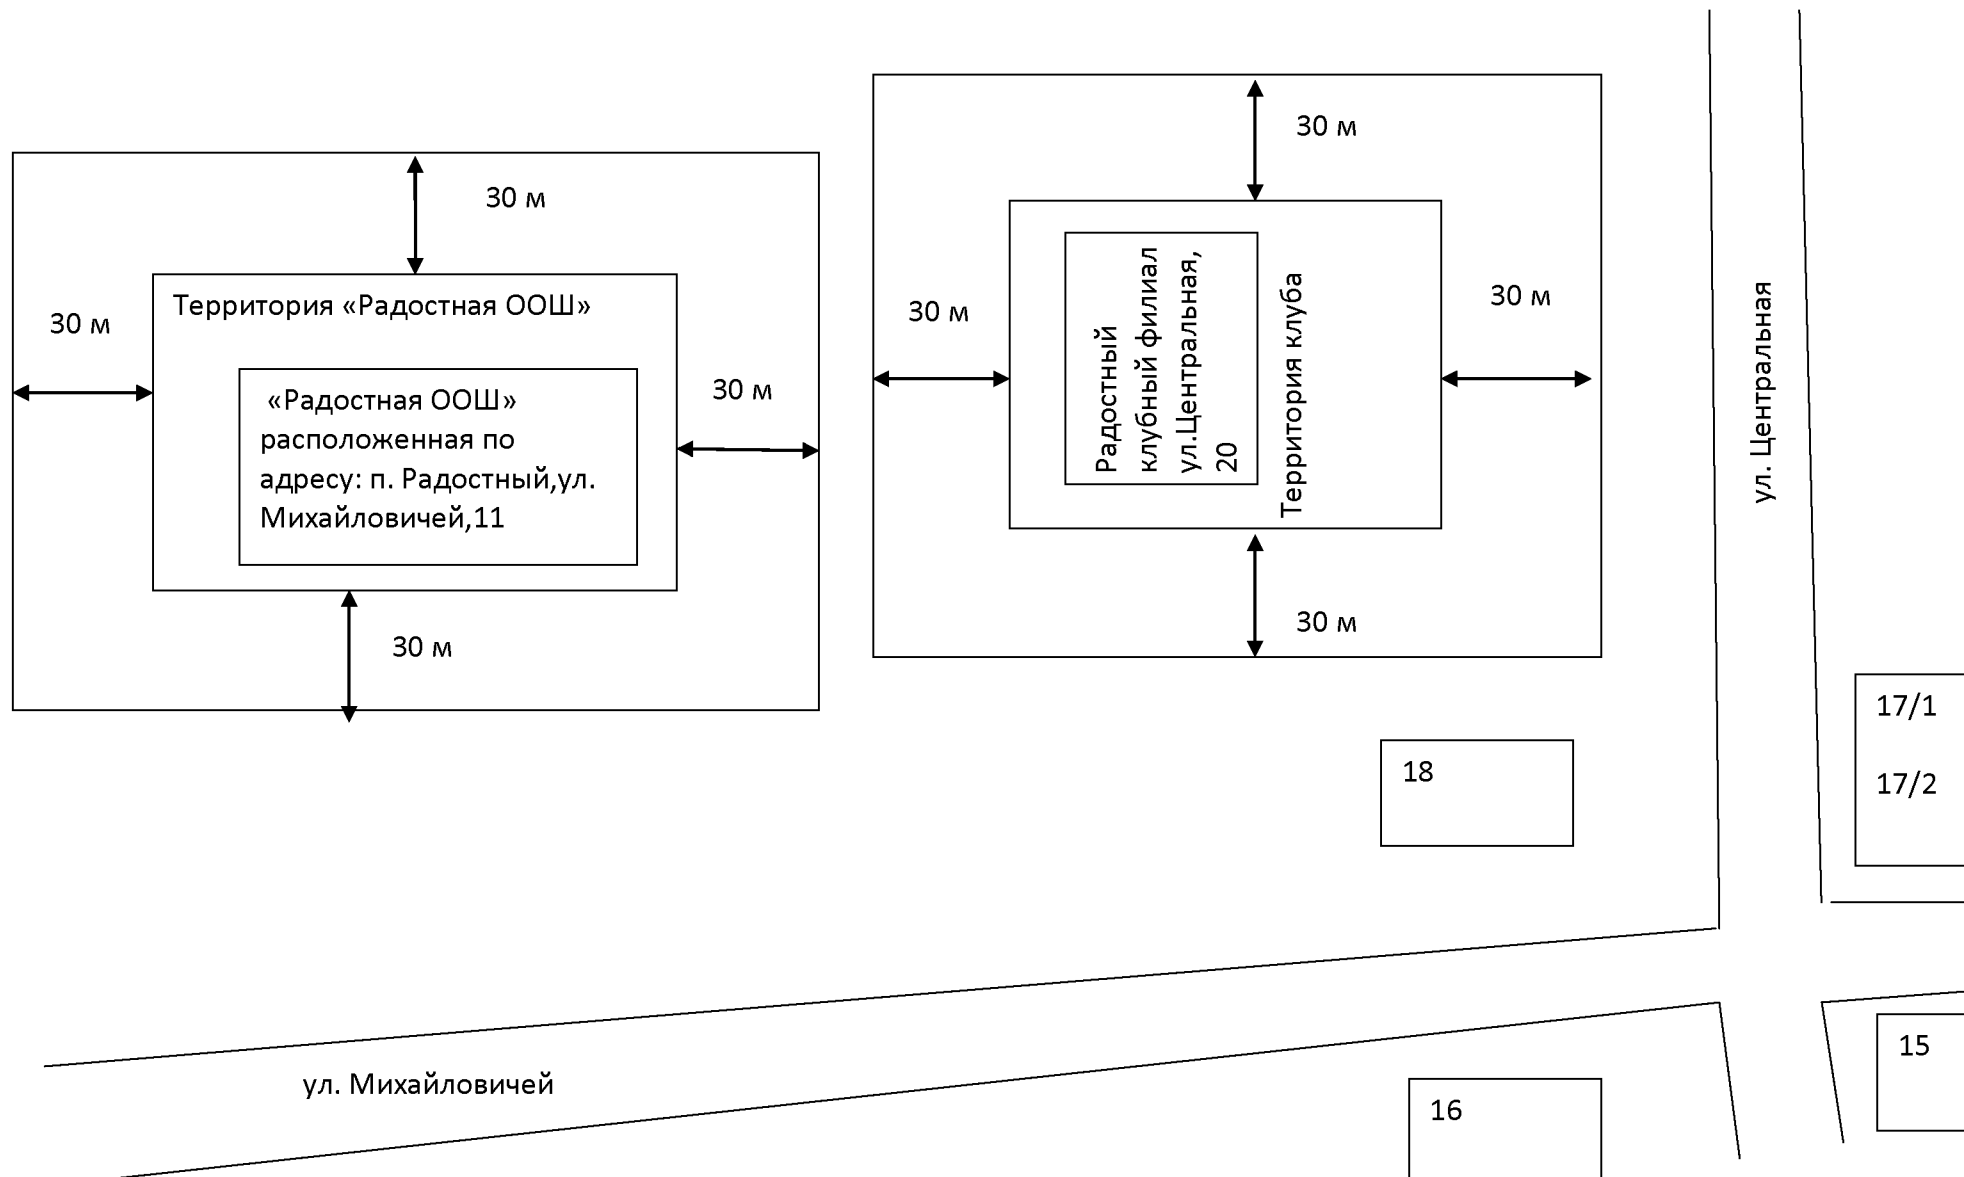 30 м
30 м
Территория «Радостная ООШ»
30 м
«Радостная ООШ»
расположенная по
адресу: п. Радостный,ул.
Михайловичей,11
30 м
30 м
30 м
30 м
Радостный
клубный филиал
ул.Центральная,
20
Территория клуба
30 м
30 м
ул. Центральная
17/1
17/2
18
ул. Михайловичей
16
15